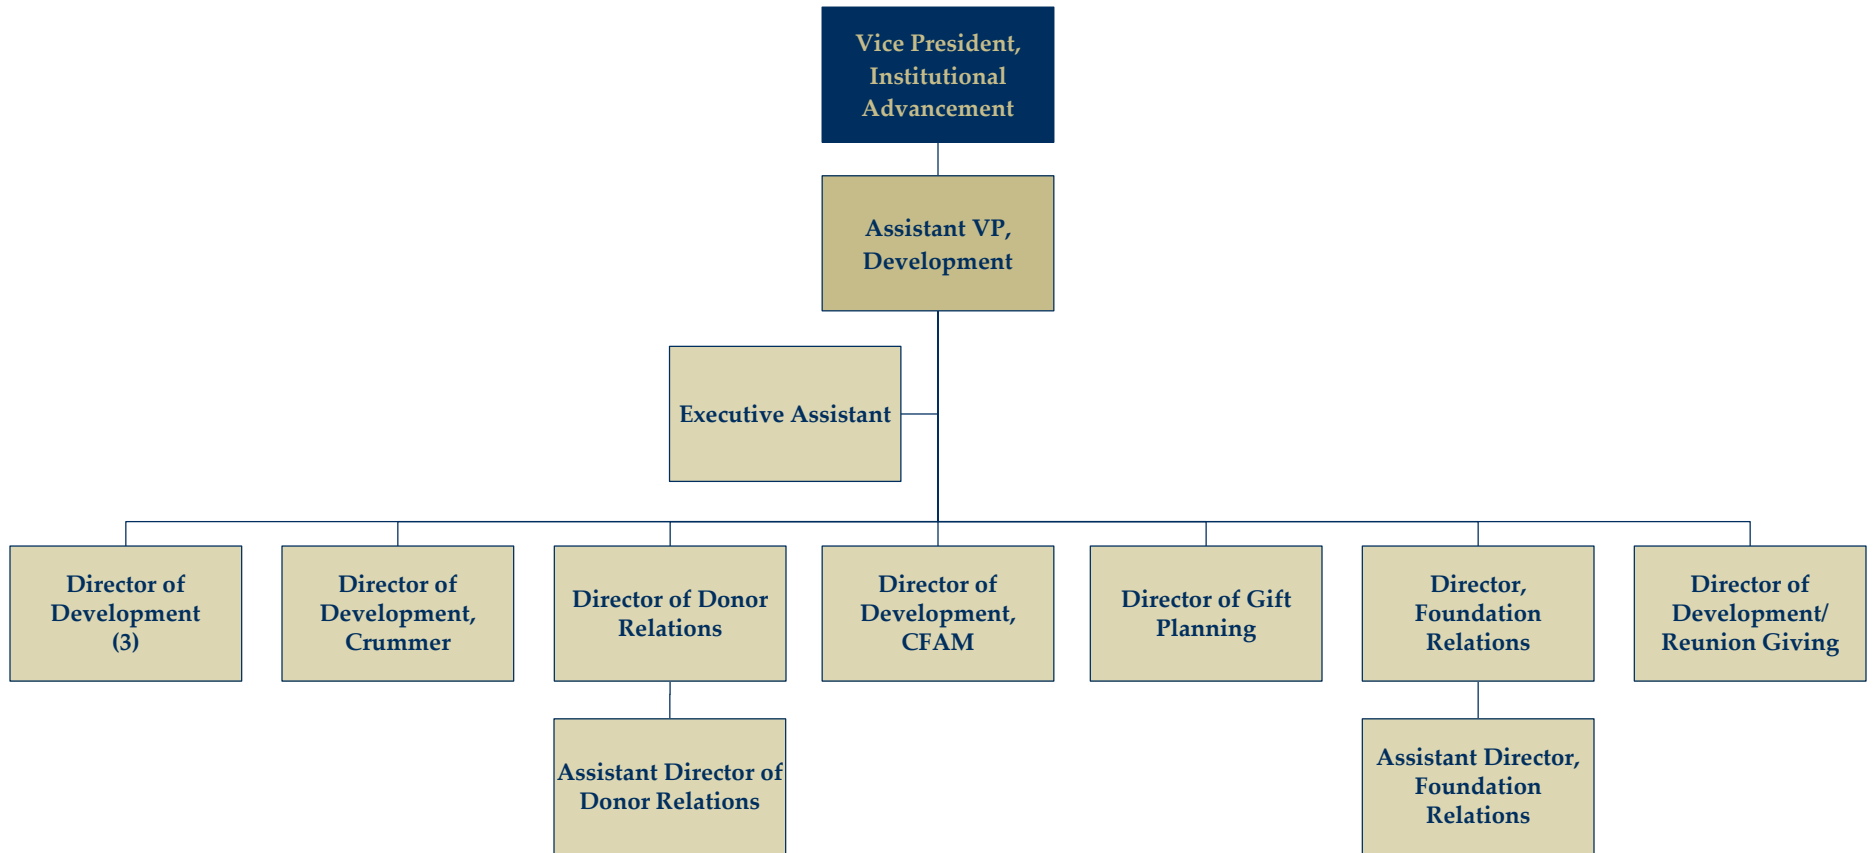 Vice President,
Institutional
Advancement
Assistant VP,
Development
Executive Assistant
Director of
Development
(3)
Director of
Development,
Crummer
Director of Donor
Relations
Director of
Development,
CFAM
Director of Gift
Planning
Director,
Foundation
Relations
Director of
Development/
Reunion Giving
Assistant Director of
Donor Relations
Assistant Director,
Foundation
Relations